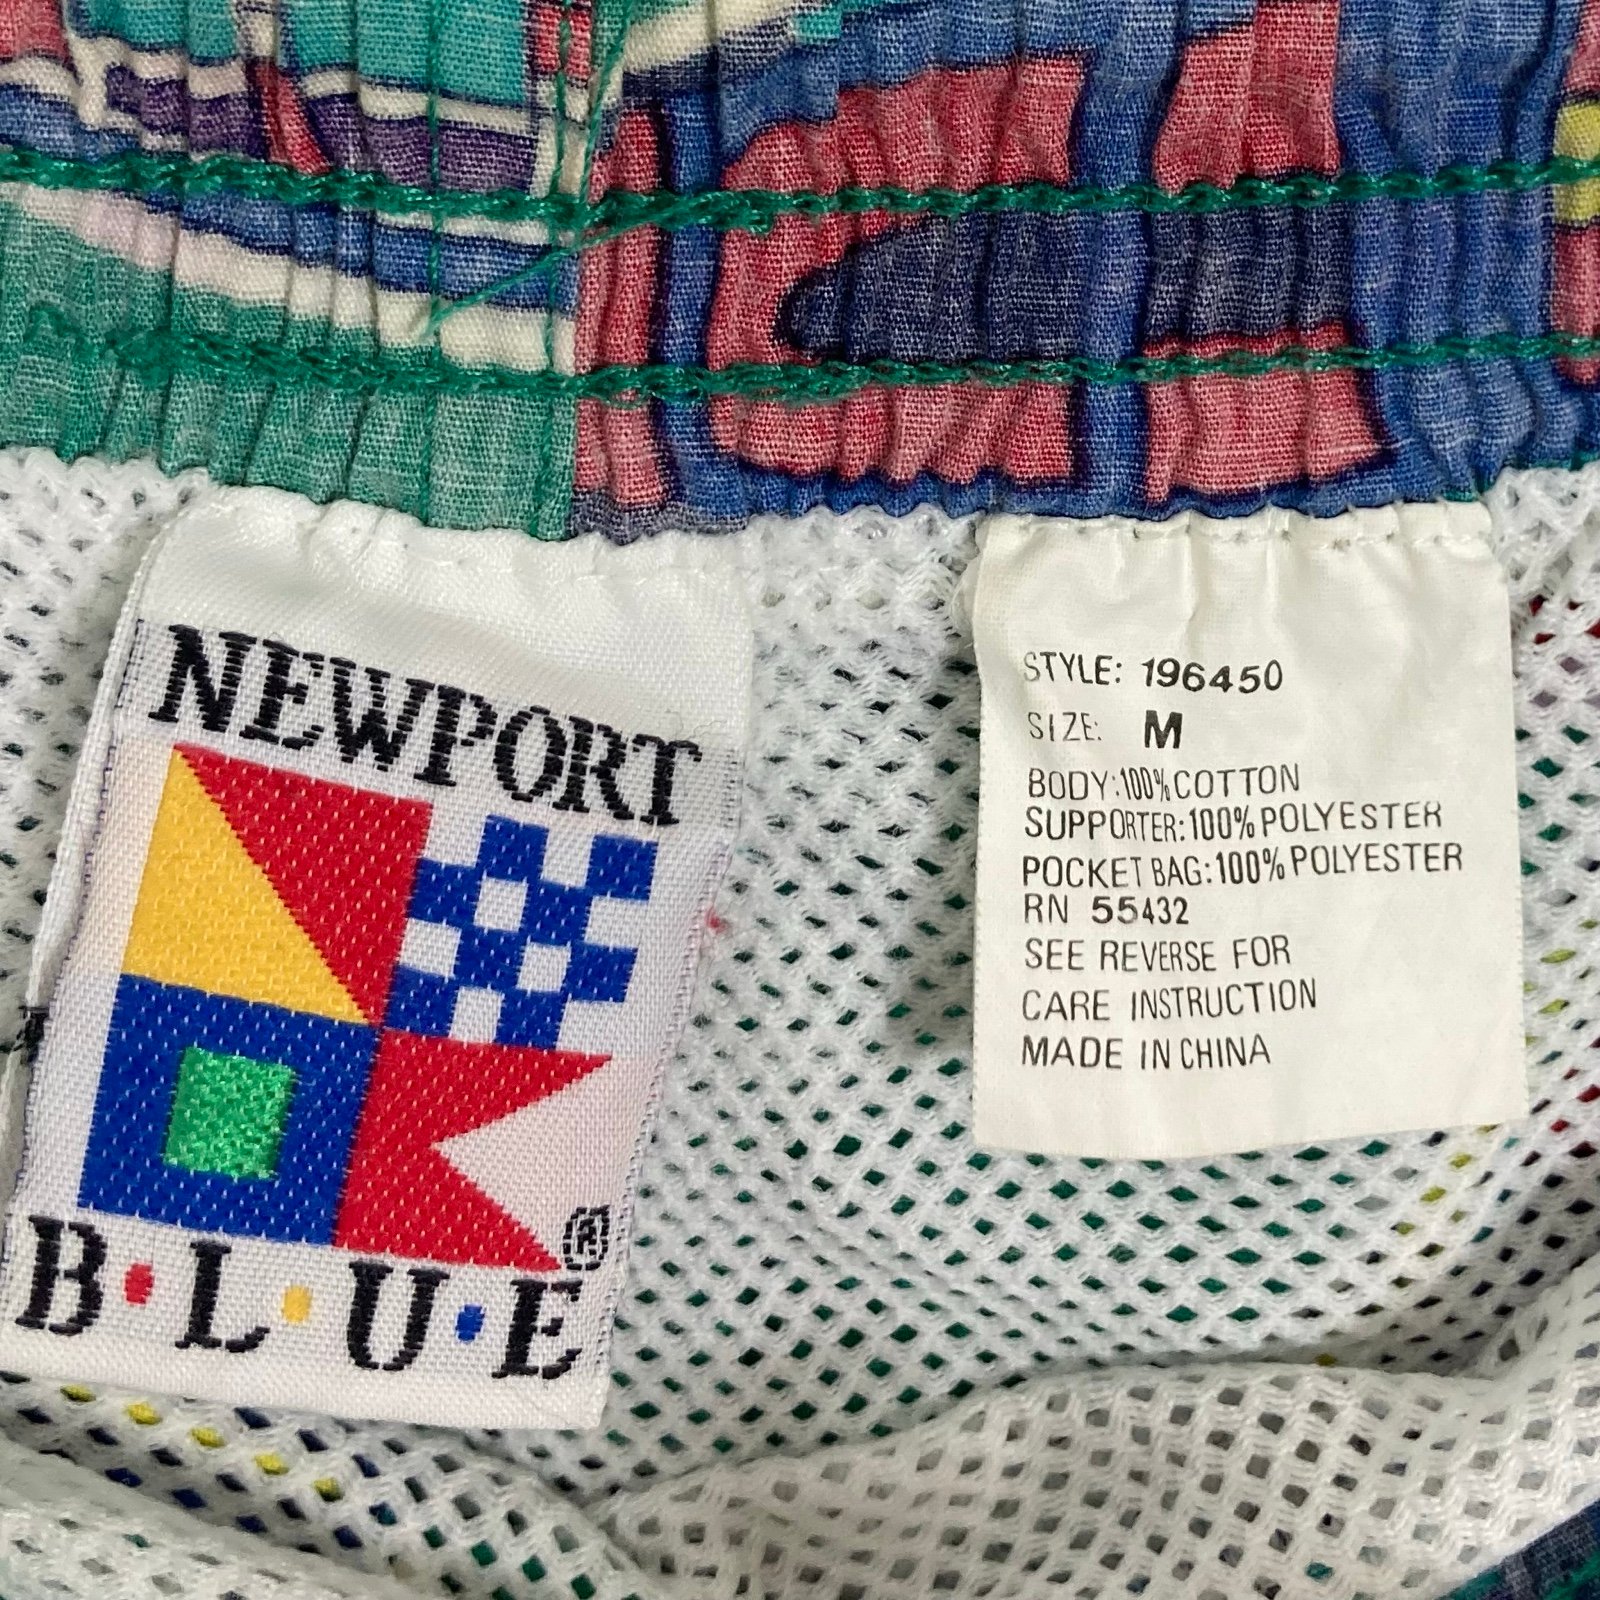 NEWPORT
B•L•U•E®
STYLE: 196450
SIZE: M
BODY:100% COTTON
SUPPORTER:100% POLYESTER
POCKET BAG:100% POLYESTER
RN 55432
SEE REVERSE FOR
CARE INSTRUCTION
MADE IN CHINA